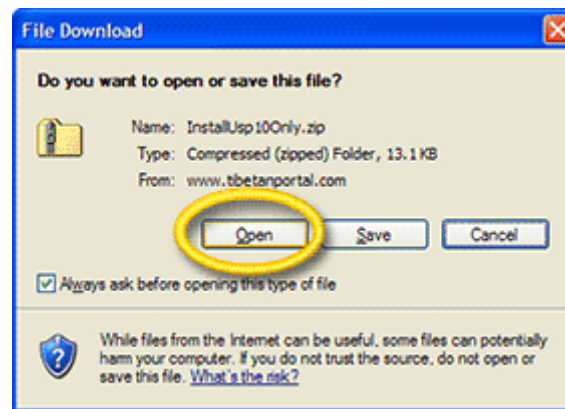 File Download
Do you want to open or save this file?
Name: InstallUsp10Only.zip
Type: Compressed (zipped) Folder, 13.1 KB
From: www.tibetanportal.com
Open Save Cancel
Always ask before opening this type of file
While files from the Internet can be useful, some files can potentially
harm your computer. If you do not trust the source, do not open or
save this file. What's the risk?